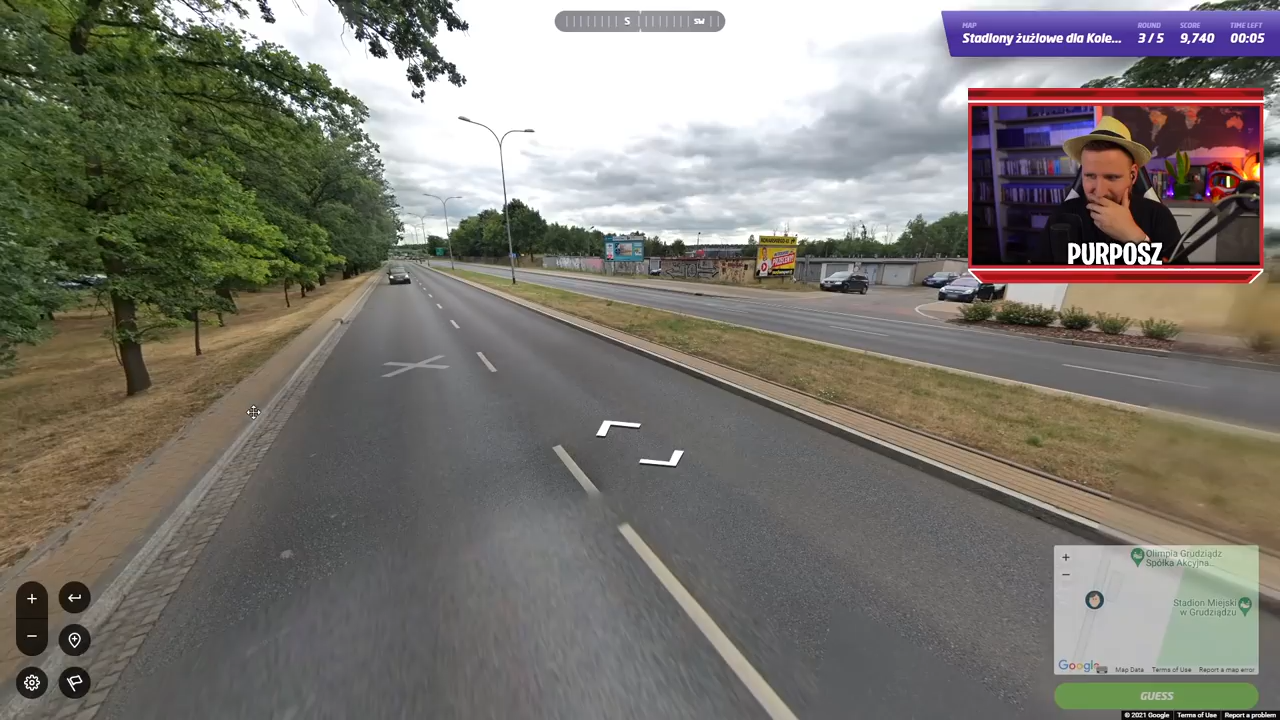 S
SW
MAP
Stadiony żużlowe dla Kole...
ROUND
3 / 5
SCORE
9,740
TIME LEFT
00:05
PURPOSZ
+
−
+
−
Olimpia Grudziądz
Spółka Akcyjna...
Stadion Miejski
w Grudziądzu
Google
Map Data
Terms of Use
Report a map error
GUESS
© 2021 Google
Terms of Use
Report a problem